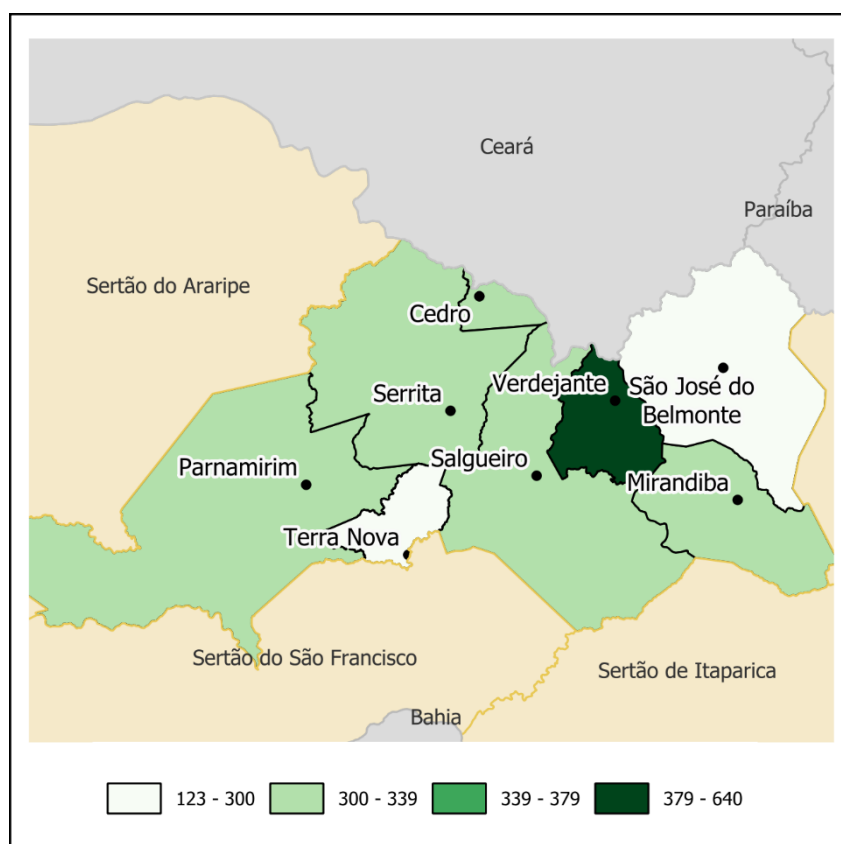 Ceará
Paraíba
Sertão do Araripe
Cedro
Verdejante
São José do
Belmonte
Serrita
Salgueiro
Parnamirim
Mirandiba
Terra Nova
Sertão do São Francisco
Sertão de Itaparica
Bahia
123 - 300
300 - 339
339 - 379
379 - 640